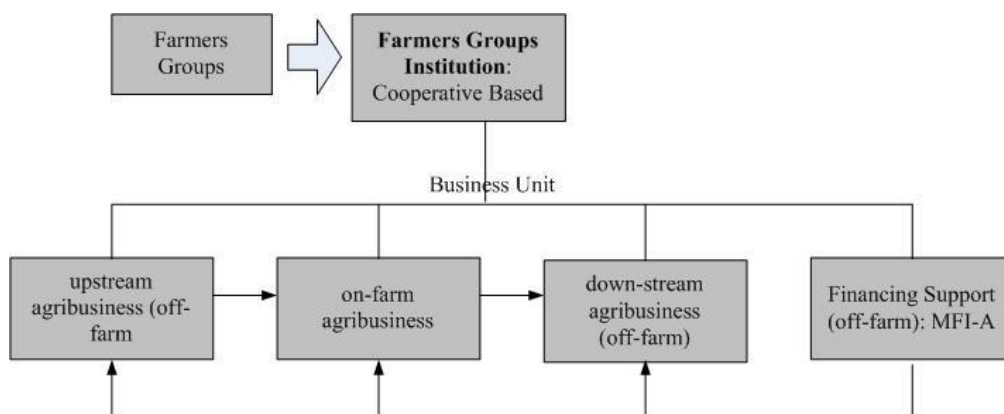 Farmers
Groups
Farmers Groups
Institution:
Cooperative Based
Business Unit
upstream
agribusiness (off-
farm
on-farm
agribusiness
down-stream
agribusiness
(off-farm)
Financing Support
(off-farm): MFI-A